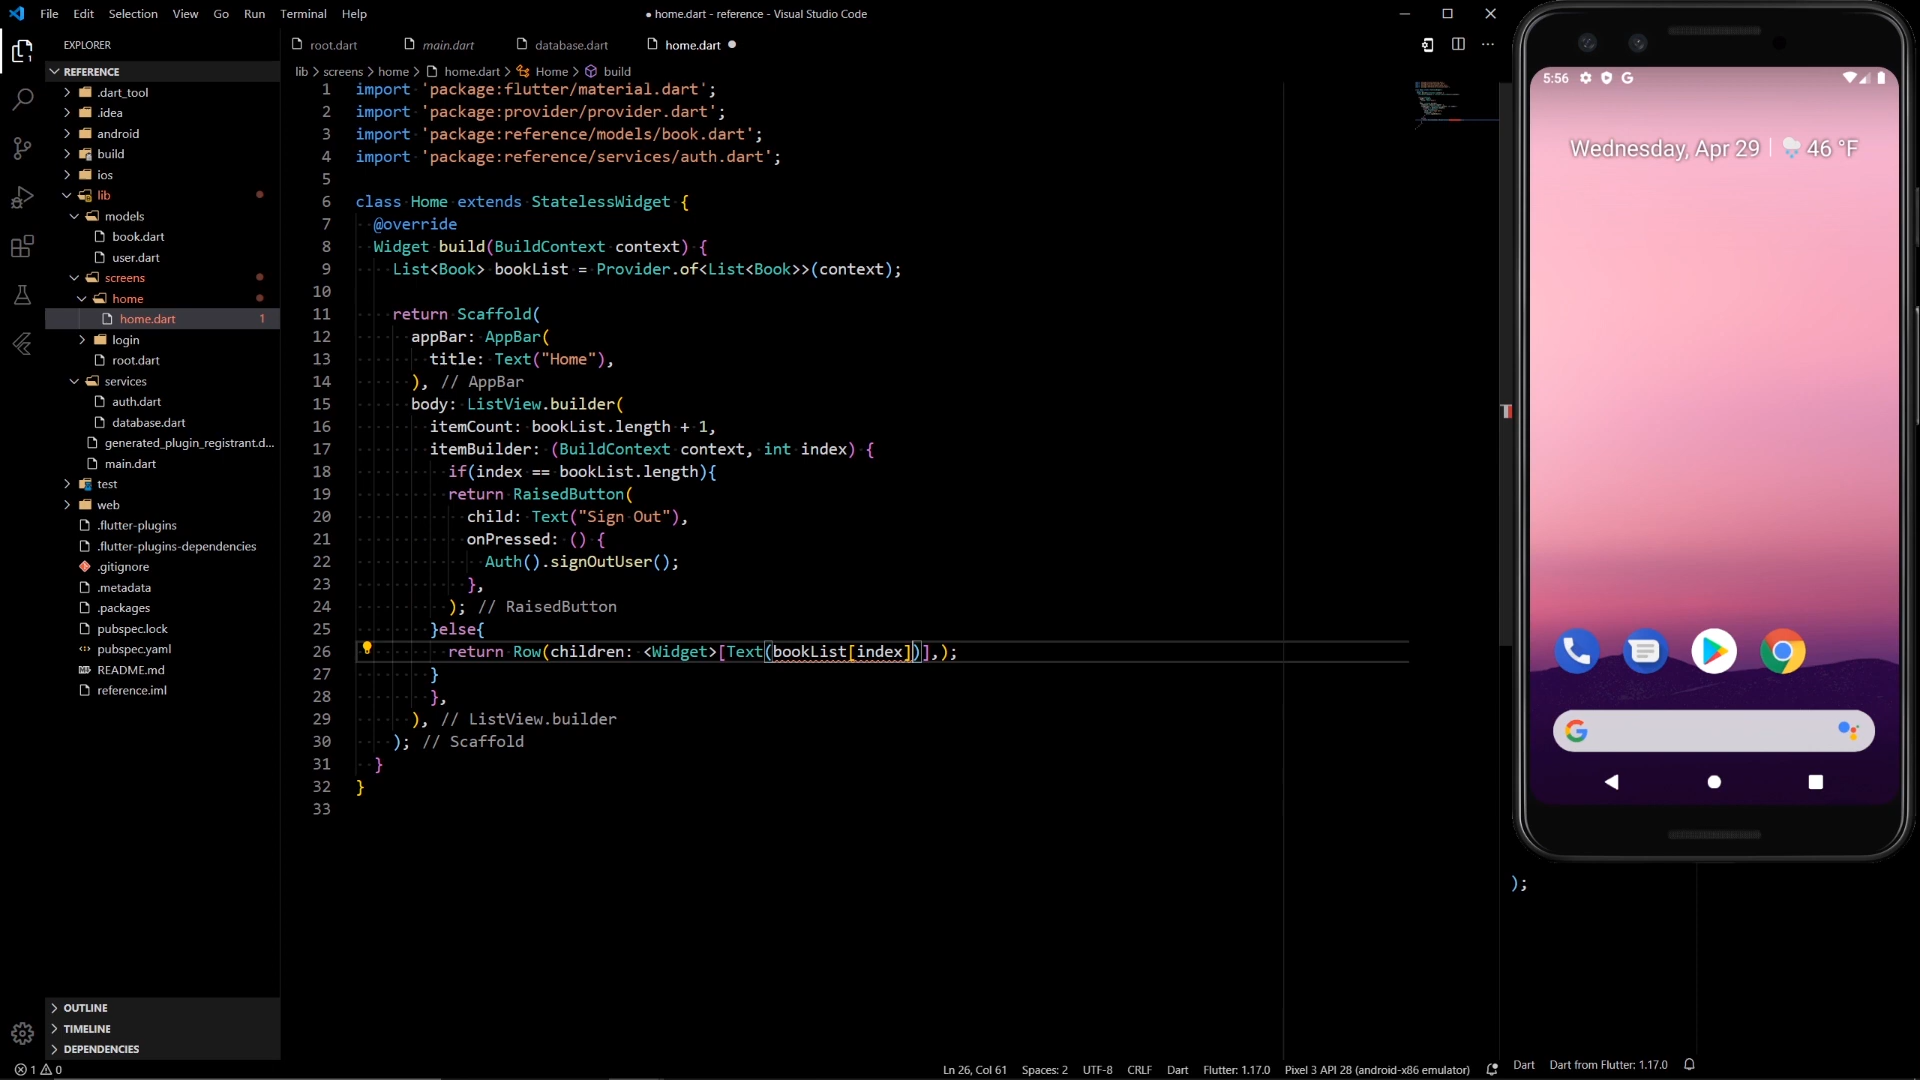 File Edit Selection View Go Run Terminal Help
● home.dart - reference - Visual Studio Code
EXPLORER
root.dart main.dart database.dart home.dart ●
REFERENCE
lib > screens > home > home.dart > Home > build
.dart_tool
.idea
android
build
ios
lib
models
book.dart
user.dart
screens
home
home.dart 1
login
root.dart
services
auth.dart
database.dart
generated_plugin_registrant.d...
main.dart
test
web
.flutter-plugins
.flutter-plugins-dependencies
.gitignore
.metadata
.packages
pubspec.lock
pubspec.yaml
README.md
reference.iml
OUTLINE
TIMELINE
DEPENDENCIES
1 import 'package:flutter/material.dart';
2 import 'package:provider/provider.dart';
3 import 'package:reference/models/book.dart';
4 import 'package:reference/services/auth.dart';
5
6 class Home extends StatelessWidget {
7 @override
8 Widget build(BuildContext context) {
9 List<Book> bookList = Provider.of<List<Book>>(context);
10
11 return Scaffold(
12 appBar: AppBar(
13 title: Text("Home"),
14 ), // AppBar
15 body: ListView.builder(
16 itemCount: bookList.length + 1,
17 itemBuilder: (BuildContext context, int index) {
18 if(index == bookList.length){
19 return RaisedButton(
20 child: Text("Sign Out"),
21 onPressed: () {
22 Auth().signOutUser();
23 },
24 ); // RaisedButton
25 }else{
26 return Row(children: <Widget>[Text(bookList[index])],);
27 }
28 },
29 ), // ListView.builder
30 ); // Scaffold
31 }
32 }
33
5:56
Wednesday, Apr 29 | 46 °F
);
1 0
Ln 26, Col 61 Spaces: 2 UTF-8 CRLF Dart Flutter: 1.17.0 Pixel 3 API 28 (android-x86 emulator)
Dart Dart from Flutter: 1.17.0